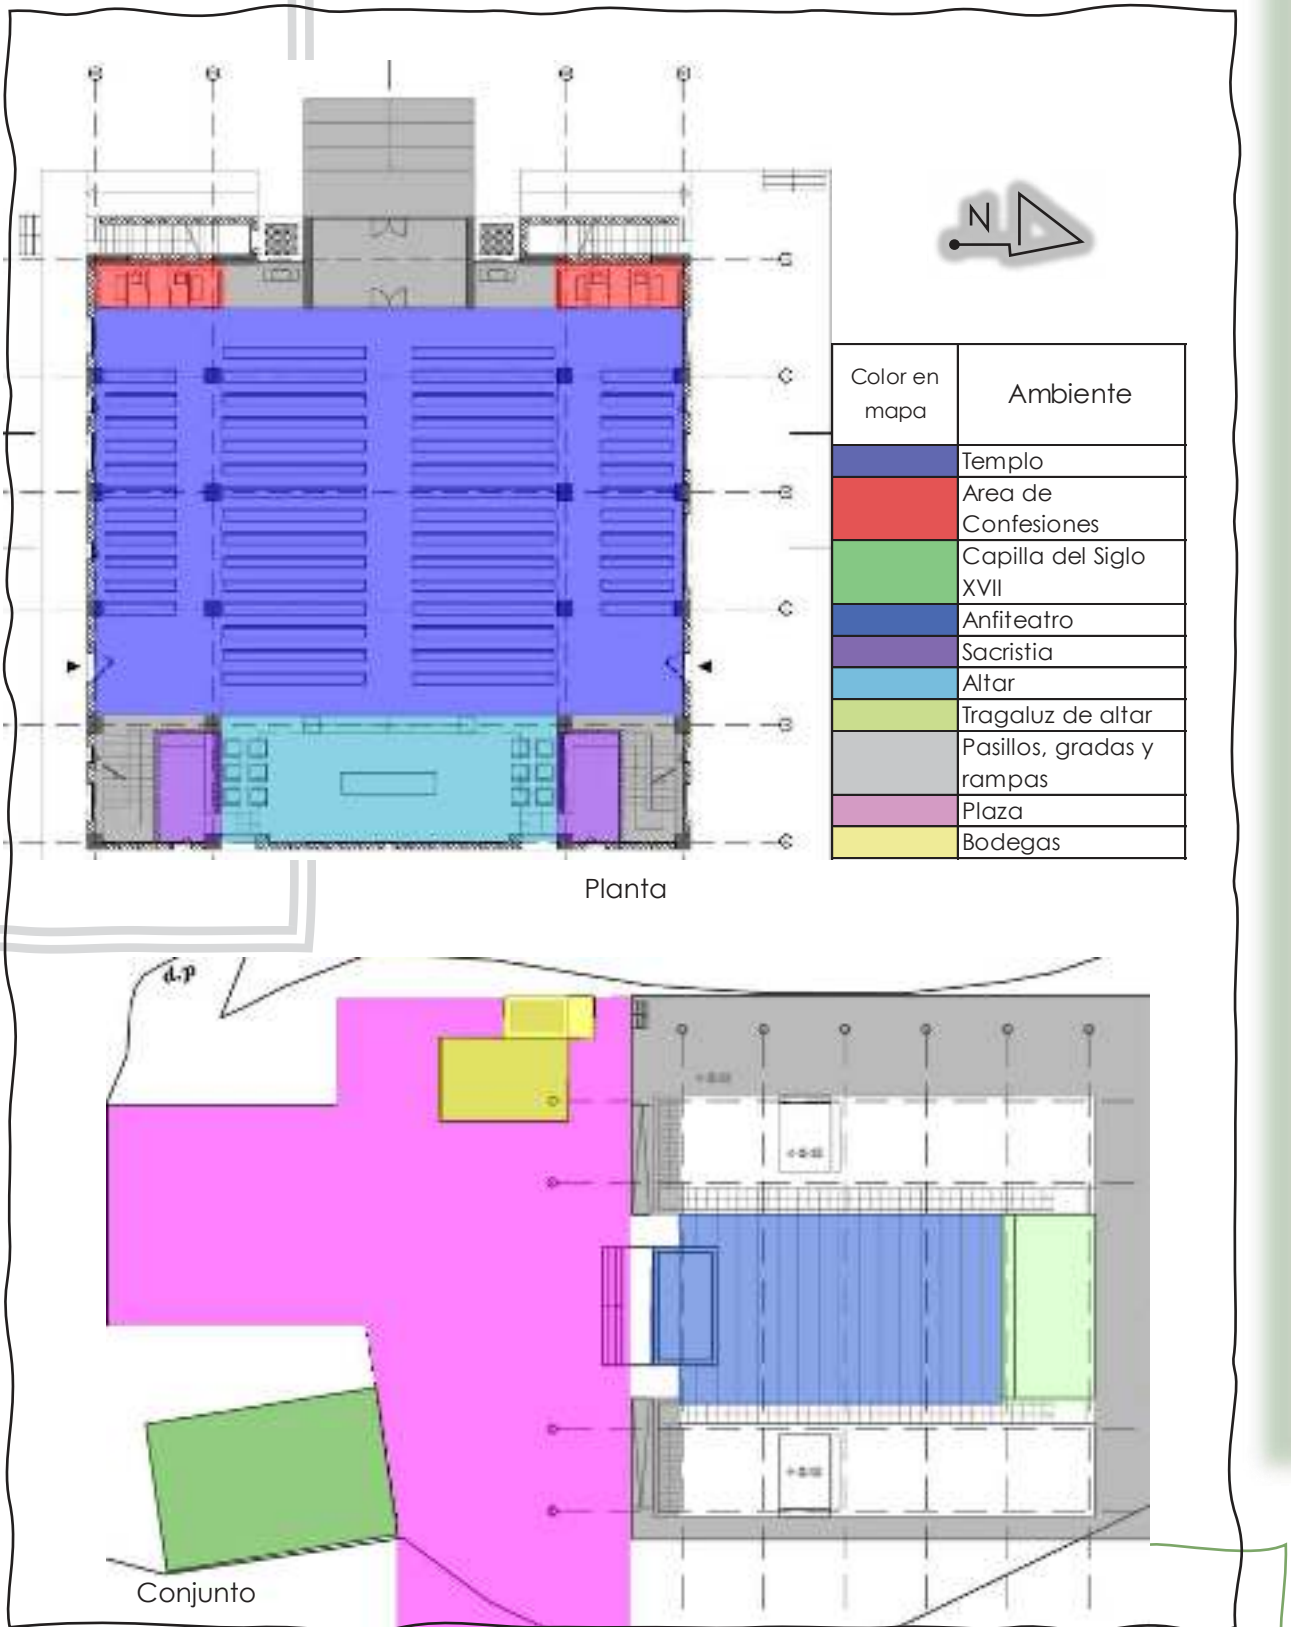 N
Color en
mapa
Ambiente
Templo
Area de
Confesiones
Capilla del Siglo
XVII
Anfiteatro
Sacristia
Altar
Tragaluz de altar
Pasillos, gradas y
rampas
Plaza
Bodegas
Planta
d.p
Conjunto